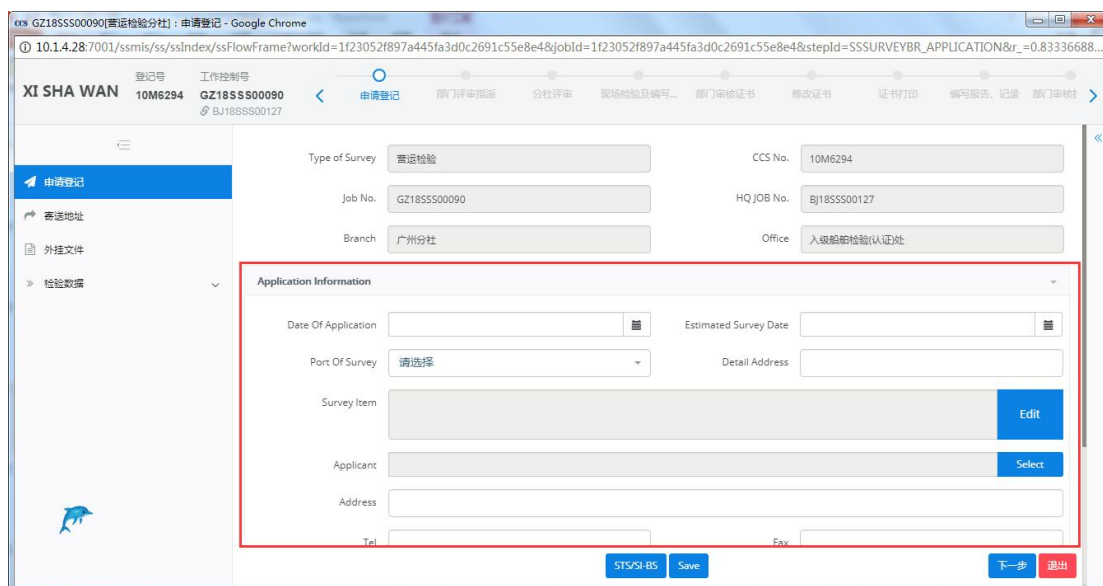 ccs GZ18SSS00090[营运检验分社] : 申请登记 - Google Chrome
10.1.4.28:7001/ssmis/ss/ssIndex/ssFlowFrame?workId=1f23052f897a445fa3d0c2691c55e8e4&jobId=1f23052f897a445fa3d0c2691c55e8e4&stepId=SSSURVEYBR_APPLICATION&r_=0.83336688...
XI SHA WAN
登记号
10M6294
工作控制号
GZ18SSS00090
BJ18SSS00127
申请登记 部门评审指派 分社评审 现场检验及编写... 部门审核证书 修改证书 证书打印 编写报告、记录
申请登记
寄送地址
外挂文件
检验数据
Type of Survey 营运检验 CCS No. 10M6294
Job No. GZ18SSS00090 HQ JOB No. BJ18SSS00127
Branch 广州分社 Office 入级船舶检验(认证)处
Application Information
Date Of Application Estimated Survey Date
Port Of Survey 请选择 Detail Address
Survey Item Edit
Applicant Select
Address
Tel Fax
STS/SI-BS Save 下一步 退出